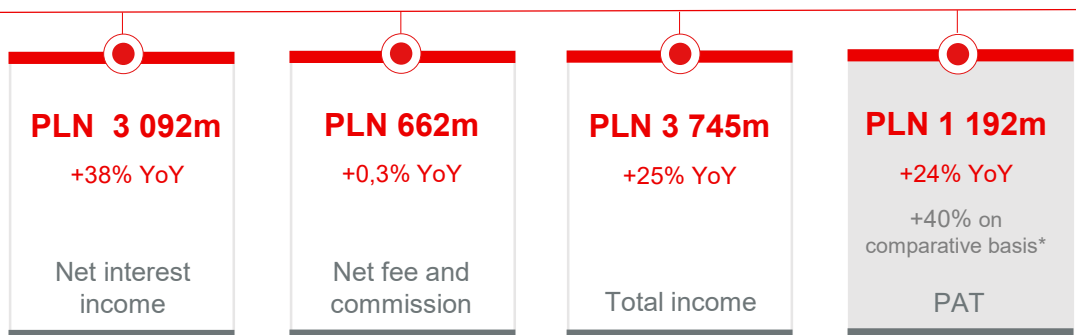 PLN 3 092m
+38% YoY
Net interest
income
PLN 662m
+0,3% YoY
Net fee and
commission
PLN 3 745m
+25% YoY
Total income
PLN 1 192m
+24% YoY
+40% on
comparative basis*
PAT